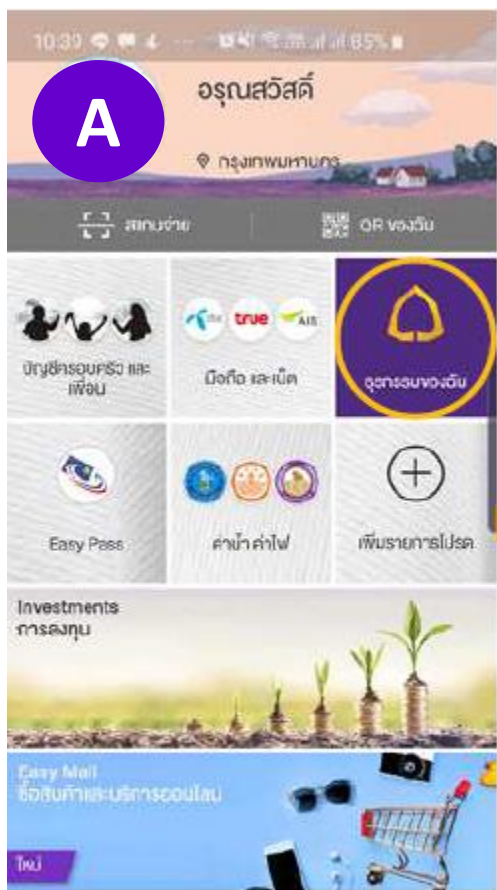 10:39
85%
อรุณสวัสดิ์
A
กรุงเทพมหานคร
สแกนจ่าย
QR ของฉัน
true
AIS
บัญชีครอบครัว และ
เพื่อน
มือถือ และเน็ต
ธุรกรรมของฉัน
Easy Pass
ค่าน้ำ ค่าไฟ
เพิ่มรายการโปรด
Investments
การลงทุน
Easy Mall
ซื้อสินค้าและบริการออนไลน์
ใหม่